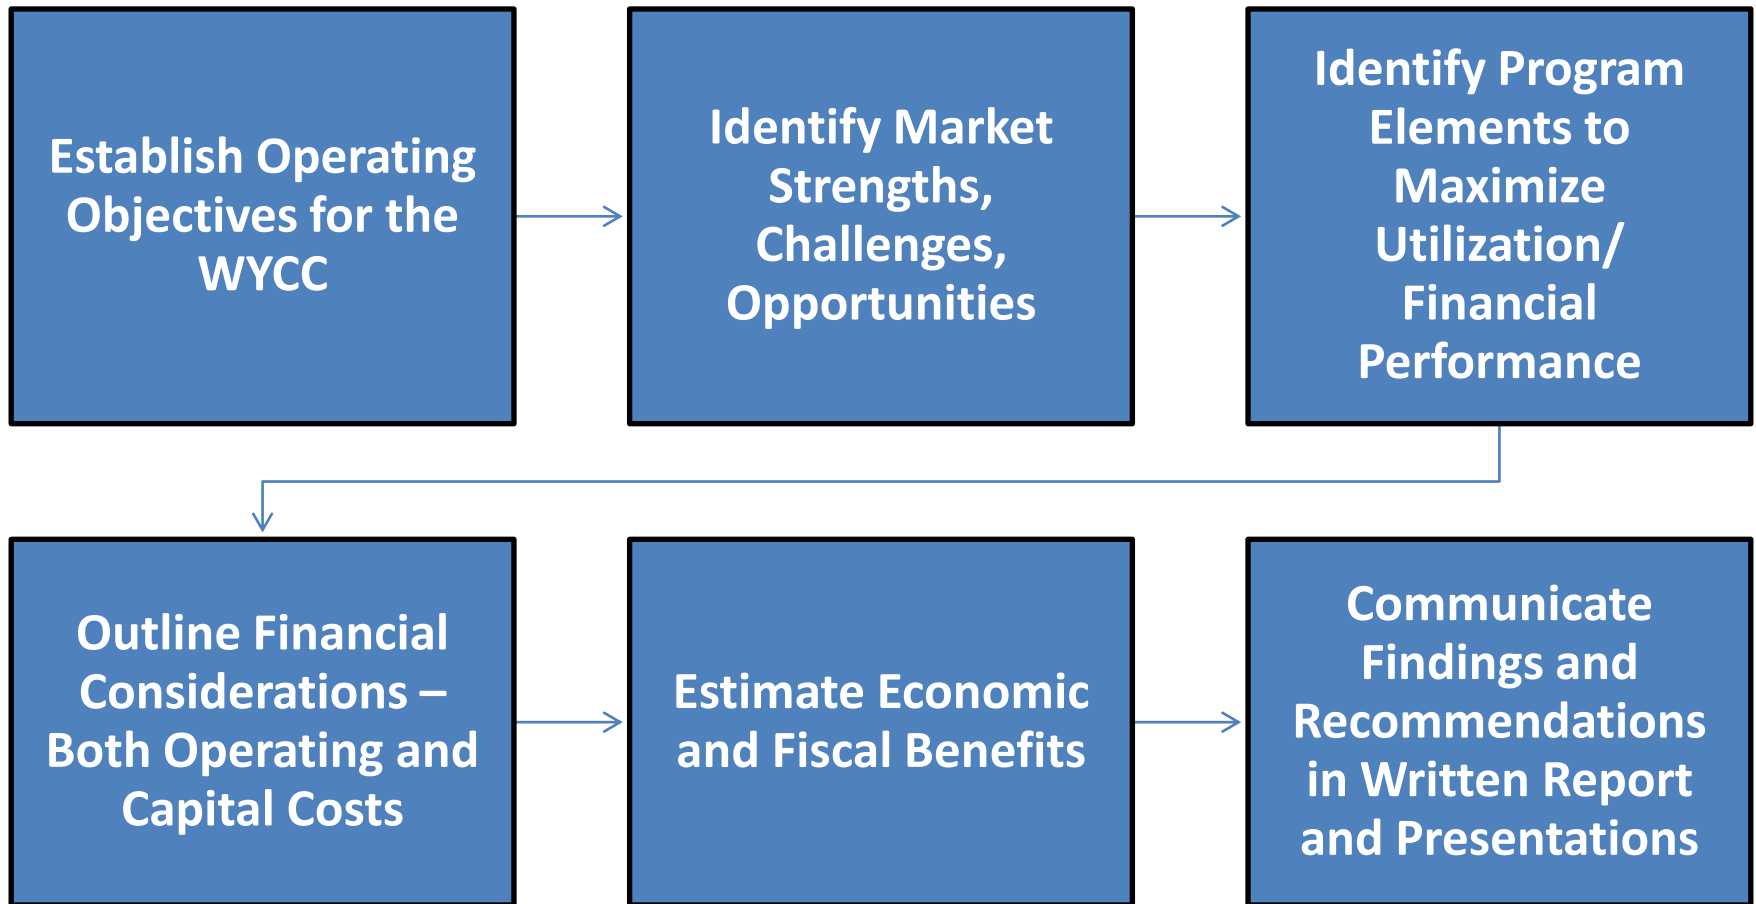 Establish Operating
Objectives for the
WYCC
Identify Market
Strengths,
Challenges,
Opportunities
Identify Program
Elements to
Maximize
Utilization/
Financial
Performance
Outline Financial
Considerations –
Both Operating and
Capital Costs
Estimate Economic
and Fiscal Benefits
Communicate
Findings and
Recommendations
in Written Report
and Presentations